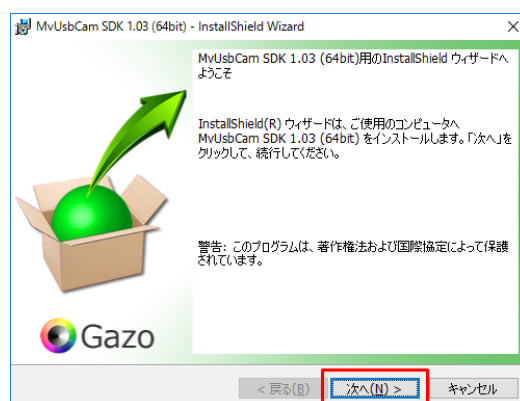 MvUsbCam SDK 1.03 (64bit) - InstallShield Wizard
MvUsbCam SDK 1.03 (64bit)用のInstallShield ウィザードへ
ようこそ
InstallShield(R) ウィザードは、ご使用のコンピュータへ
MvUsbCam SDK 1.03 (64bit) をインストールします。「次へ」を
クリックして、続行してください。
警告: このプログラムは、著作権法および国際協定によって保護
されています。
Gazo
< 戻る(B)
次へ(N) >
キャンセル